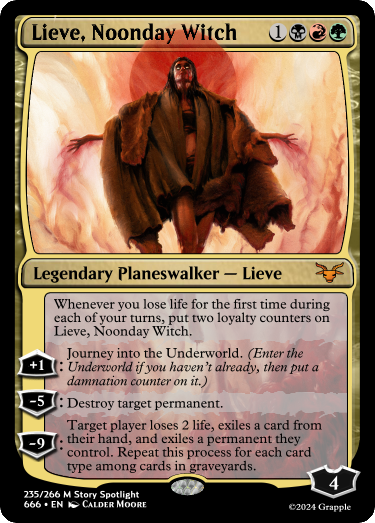 Lieve, Noonday Witch 1
Legendary Planeswalker — Lieve
Whenever you lose life for the first time during
each of your turns, put two loyalty counters on
Lieve, Noonday Witch.
+1: Journey into the Underworld. (Enter the
Underworld if you haven't already, then put a
damnation counter on it.)
-5: Destroy target permanent.
Target player loses 2 life, exiles a card from
their hand, and exiles a permanent they
-9: control. Repeat this process for each card
type among cards in graveyards.
4
235/266 M Story Spotlight
666 • EN Calder Moore
©2024 Grapple